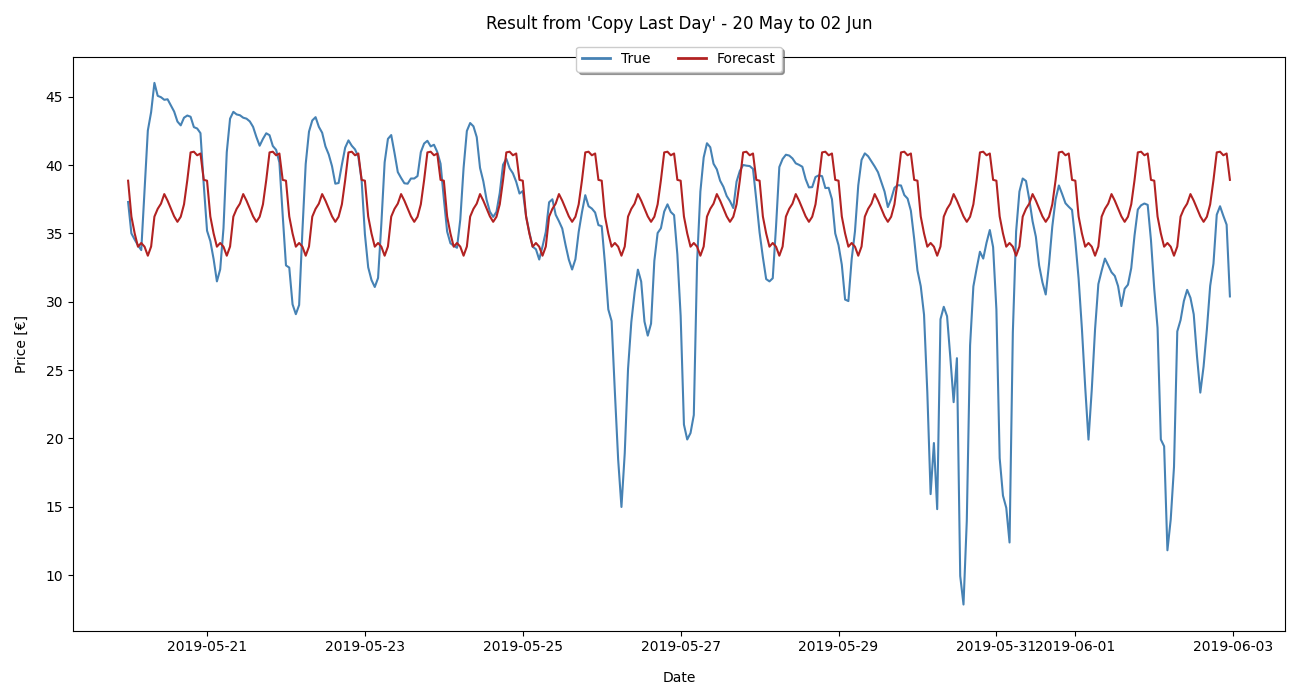 Result from 'Copy Last Day' - 20 May to 02 Jun
True Forecast
45
40
35
30
25
20
15
10
Price [€]
2019-05-21 2019-05-23 2019-05-25 2019-05-27 2019-05-29 2019-05-31 2019-06-01 2019-06-03
Date